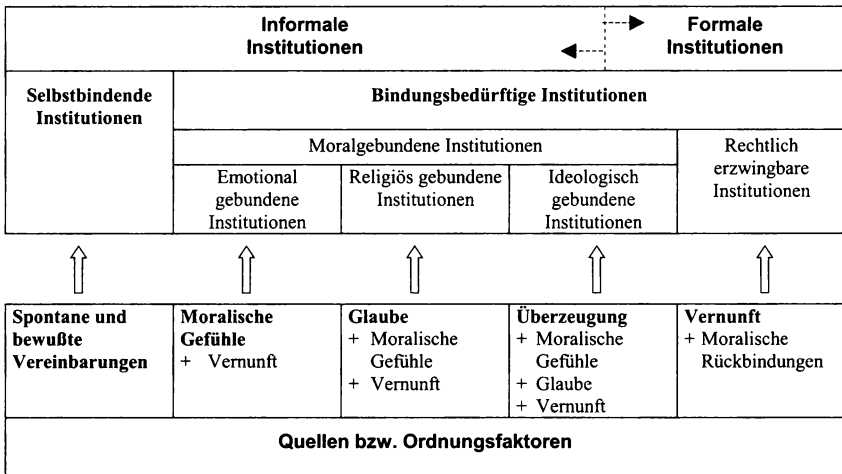 Informale
Institutionen
Formale
Institutionen
Selbstbindende
Institutionen
Bindungsbedürftige Institutionen
Moralgebundene Institutionen
Rechtlich
erzwingbare
Institutionen
Emotional
gebundene
Institutionen
Religiös gebundene
Institutionen
Ideologisch
gebundene
Institutionen
Spontane und
bewußte
Vereinbarungen
Moralische
Gefühle
+ Vernunft
Glaube
+ Moralische
Gefühle
+ Vernunft
Überzeugung
+ Moralische
Gefühle
+ Glaube
+ Vernunft
Vernunft
+ Moralische
Rückbindungen
Quellen bzw. Ordnungsfaktoren